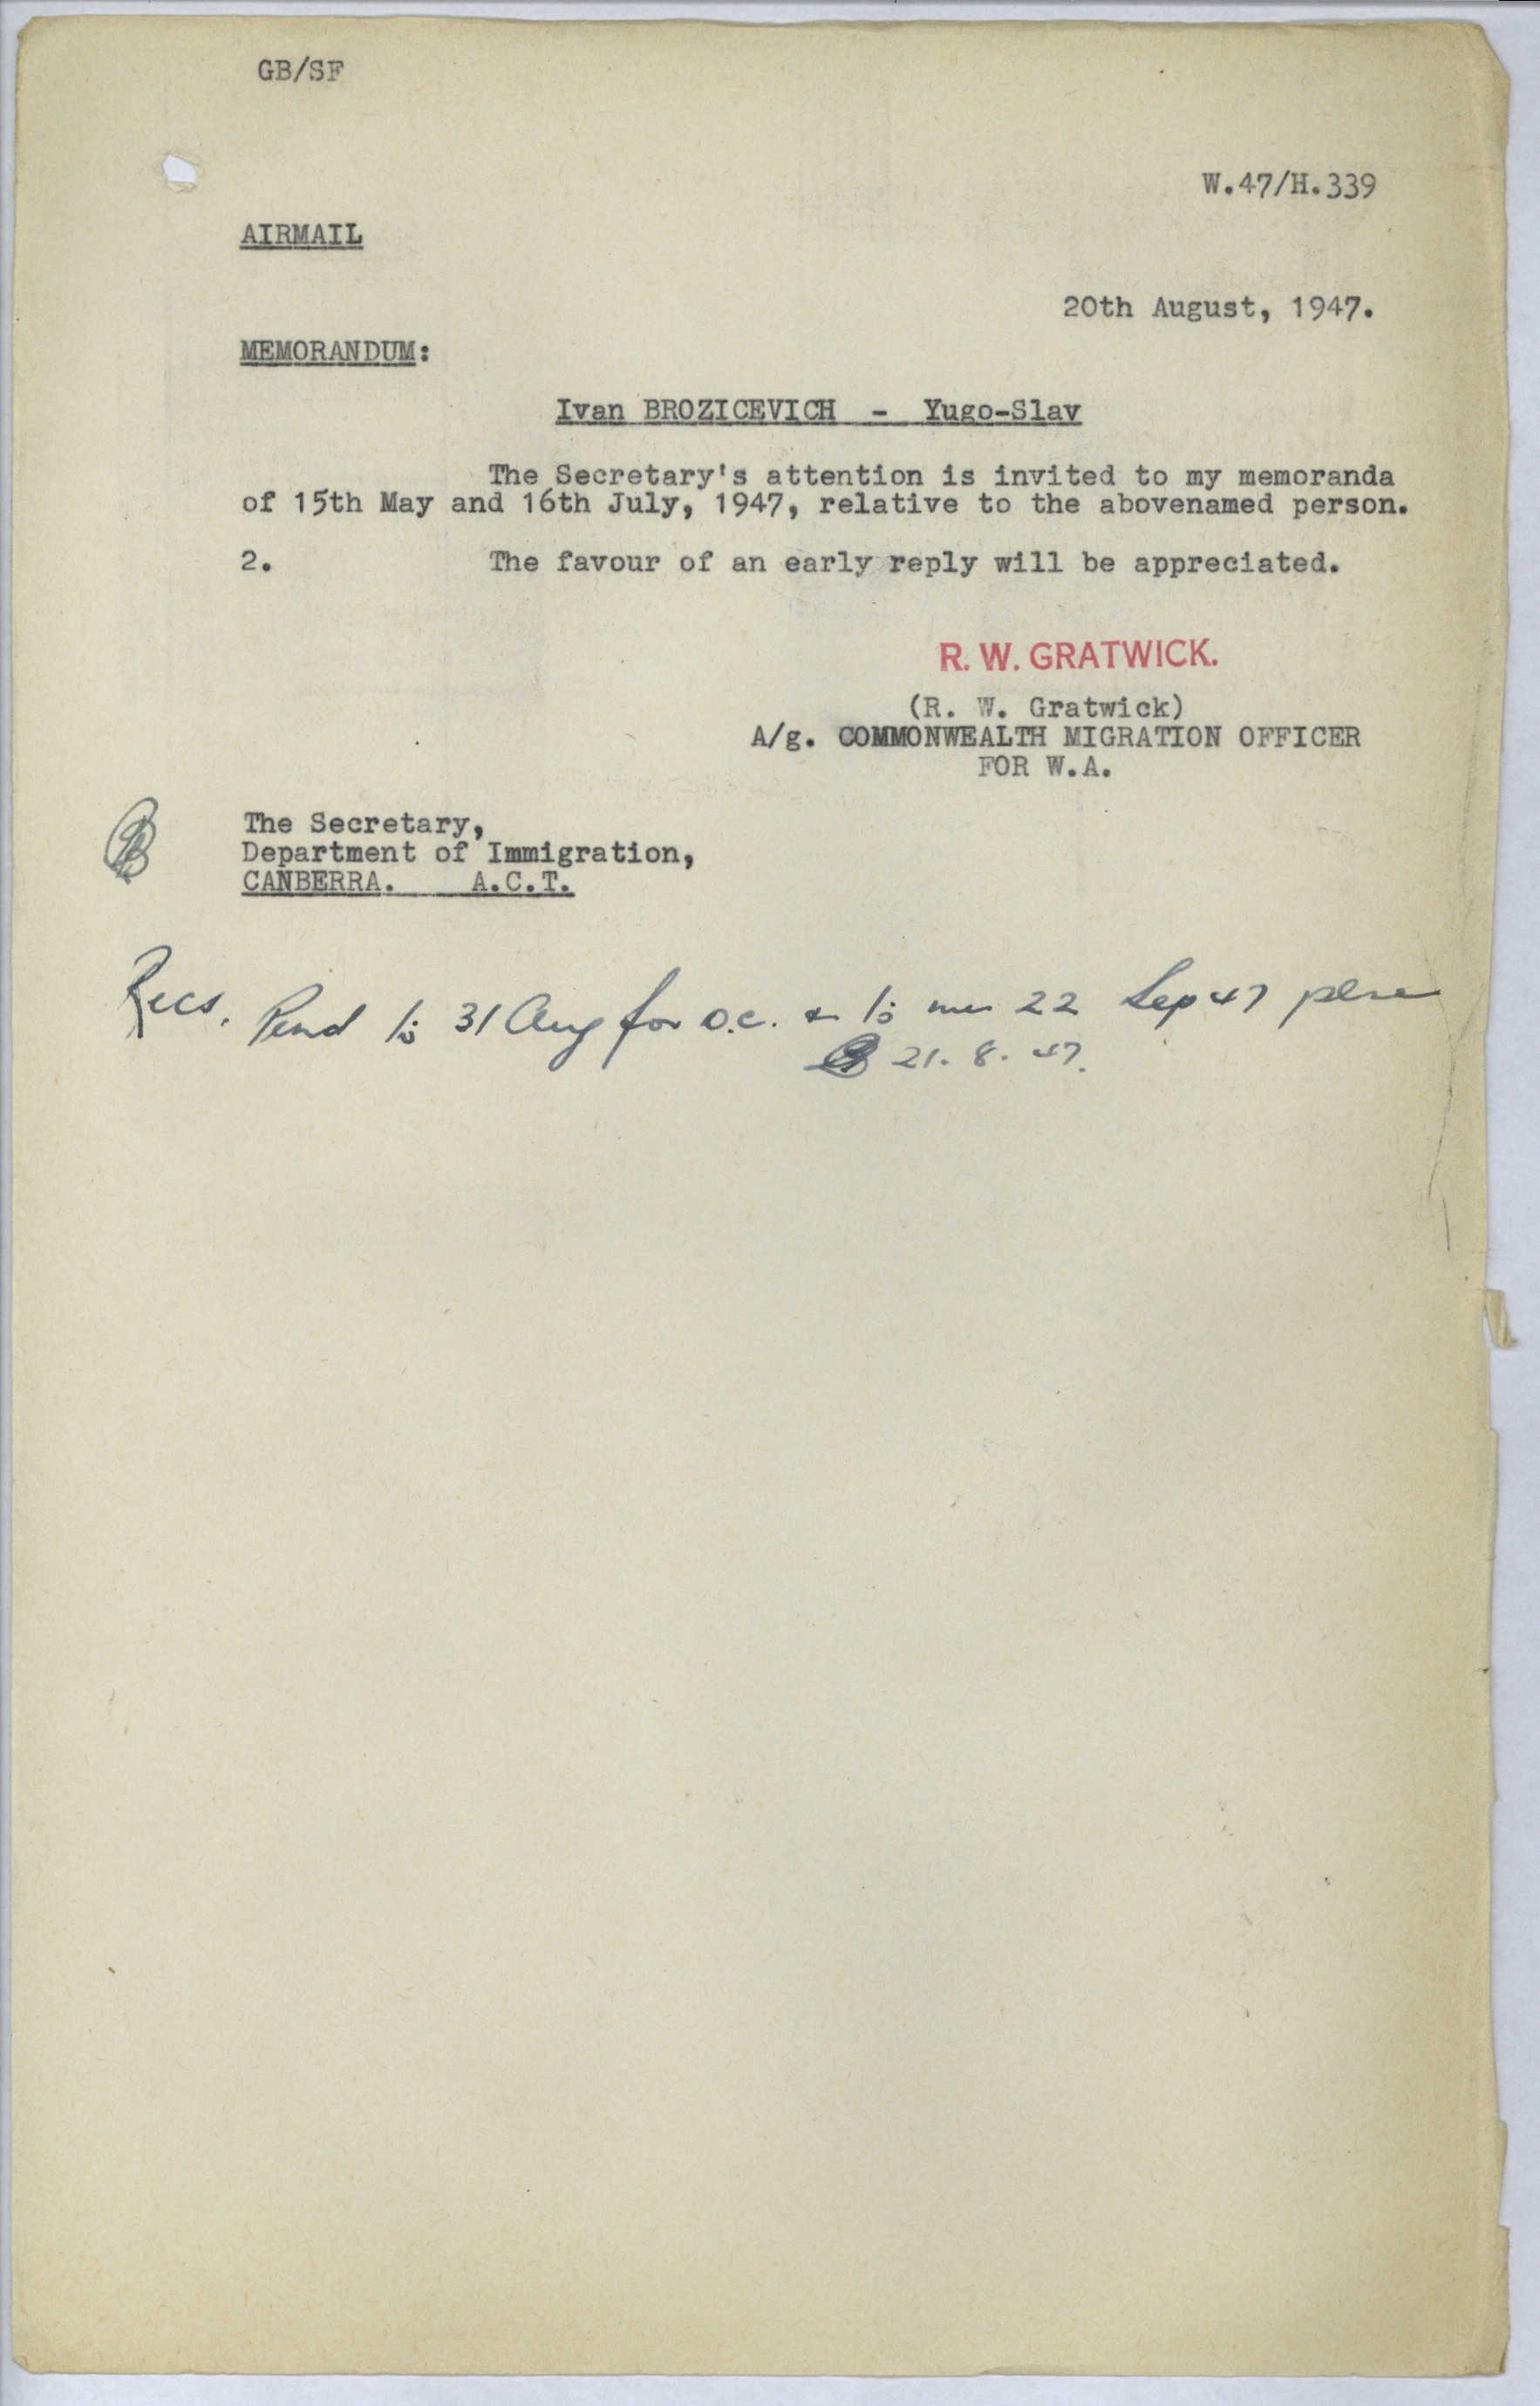 GB/SF
W.47/H.339
AIRMAIL
20th August, 1947.
MEMORANDUM:
Ivan BROZICEVICH - Yugo-Slav
The Secretary's attention is invited to my memoranda
of 15th May and 16th July, 1947, relative to the abovenamed person.
2. The favour of an early reply will be appreciated.
R. W. GRATWICK.
(R. W. Gratwick)
A/g. COMMONWEALTH MIGRATION OFFICER
FOR W.A.
The Secretary,
Department of Immigration,
CANBERRA. A.C.T.
Recs. Pend to 31 Aug for o.c. & to me 22 Sep 47 please
21. 8. 47.